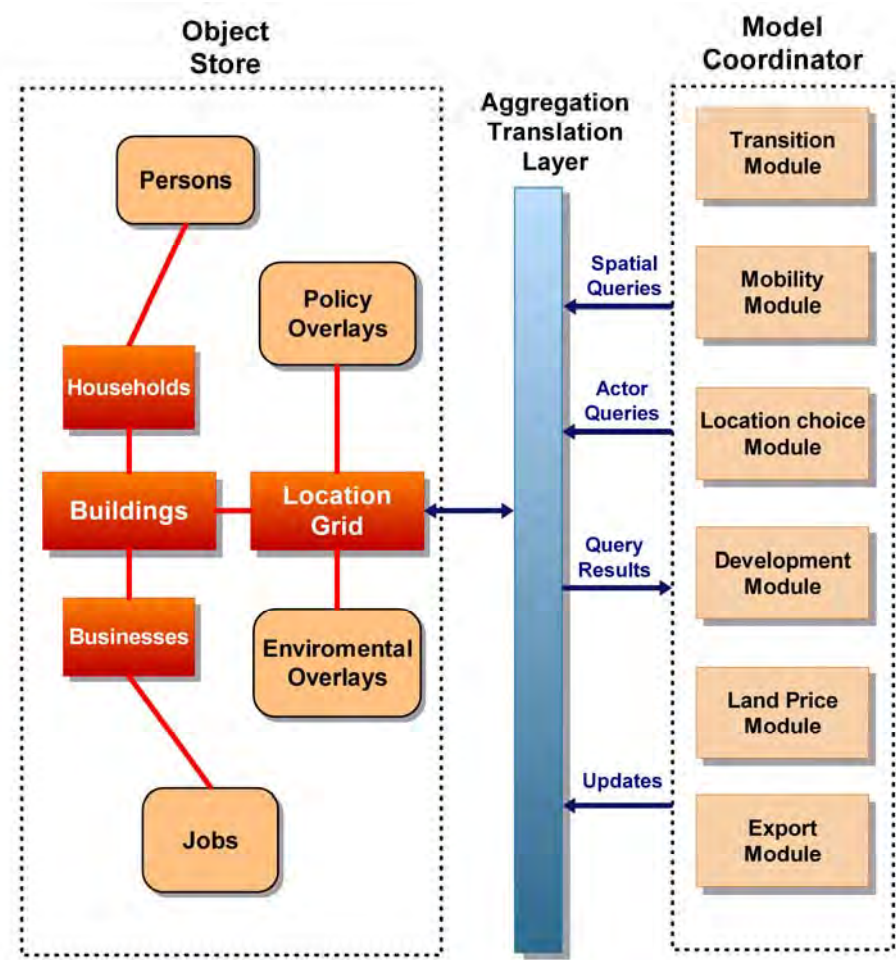 Object
Store
Persons
Policy
Overlays
Households
Buildings
Location
Grid
Businesses
Enviromental
Overlays
Jobs
Aggregation
Translation
Layer
Spatial
Queries
Actor
Queries
Query
Results
Updates
Model
Coordinator
Transition
Module
Mobility
Module
Location choice
Module
Development
Module
Land Price
Module
Export
Module